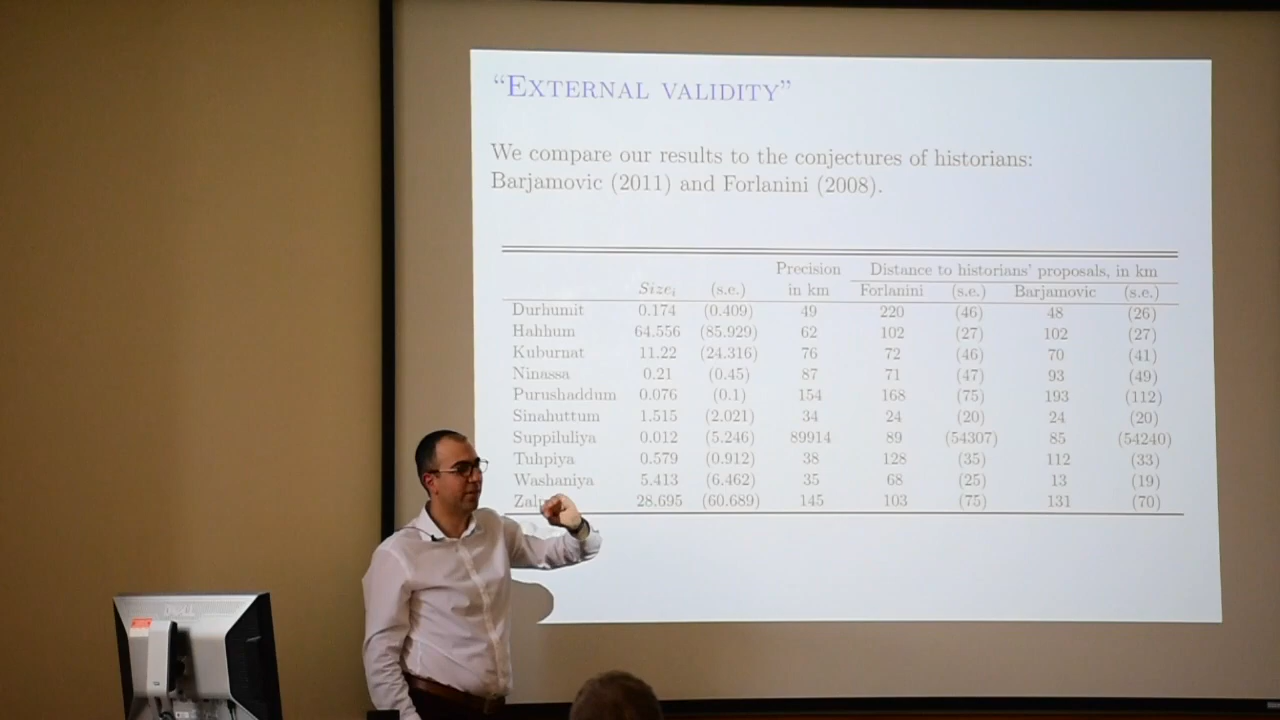 “EXTERNAL VALIDITY”
We compare our results to the conjectures of historians:
Barjamovic (2011) and Forlanini (2008).
Precision Distance to historians’ proposals, in km
Sizeᵢ (s.e.) in km Forlanini (s.e.) Barjamovic (s.e.)
Durhumit 0.174 (0.409) 49 220 (46) 48 (26)
Hahhum 64.556 (85.929) 62 102 (27) 102 (27)
Kuburnat 11.22 (24.316) 76 72 (46) 70 (41)
Ninassa 0.21 (0.45) 87 71 (47) 93 (49)
Purushaddum 0.076 (0.1) 154 168 (75) 193 (112)
Sinahuttum 1.515 (2.021) 34 24 (20) 24 (20)
Suppiluliya 0.012 (5.246) 89914 89 (54307) 85 (54240)
Tuhpiya 0.579 (0.912) 38 128 (35) 112 (33)
Washaniya 5.413 (6.462) 35 68 (25) 13 (19)
28.695 (60.689) 145 103 (75) 131 (70)
DELL